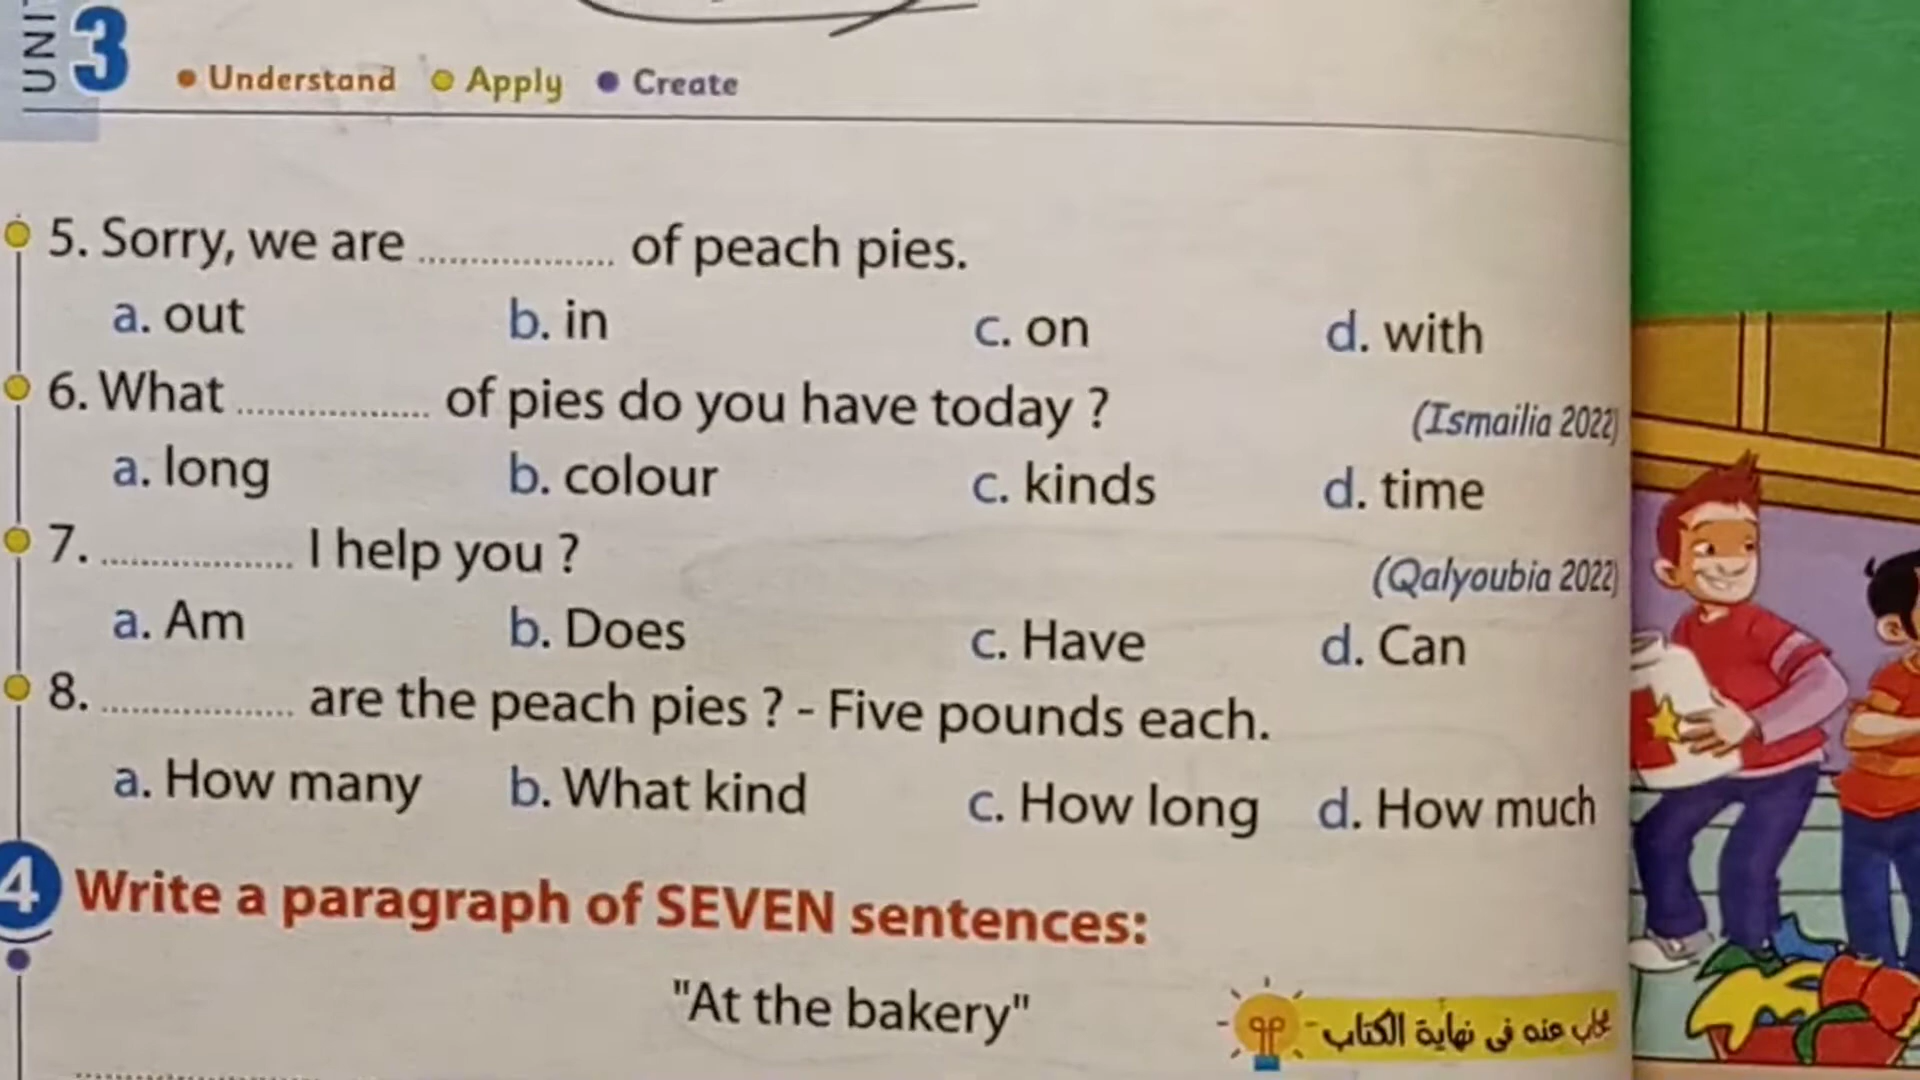 UNIT 3
• Understand • Apply • Create
5. Sorry, we are ................. of peach pies.
a. out b. in c. on d. with
6. What ................. of pies do you have today ? (Ismailia 2022)
a. long b. colour c. kinds d. time
7. ................. I help you ? (Qalyoubia 2022)
a. Am b. Does c. Have d. Can
8. ................. are the peach pies ? - Five pounds each.
a. How many b. What kind c. How long d. How much
4 Write a paragraph of SEVEN sentences:
"At the bakery"
مجاب عنه فى نهاية الكتاب